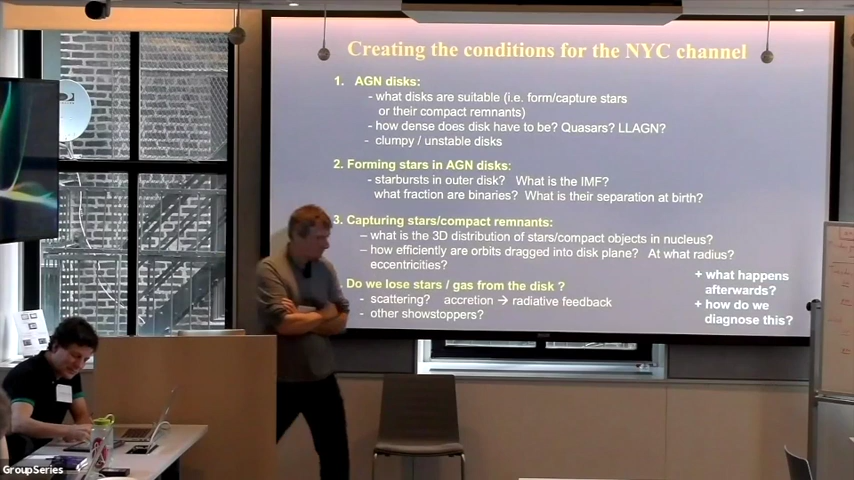 Creating the conditions for the NYC channel
1. AGN disks:
- what disks are suitable (i.e. form/capture stars
or their compact remnants)
- how dense does disk have to be? Quasars? LLAGN?
- clumpy / unstable disks
2. Forming stars in AGN disks:
- starbursts in outer disk? What is the IMF?
what fraction are binaries? What is their separation at birth?
3. Capturing stars/compact remnants:
– what is the 3D distribution of stars/compact objects in nucleus?
– how efficiently are orbits dragged into disk plane? At what radius?
eccentricities?
. Do we lose stars / gas from the disk ?
- scattering? accretion → radiative feedback
- other showstoppers?
+ what happens
afterwards?
+ how do we
diagnose this?
GroupSeries